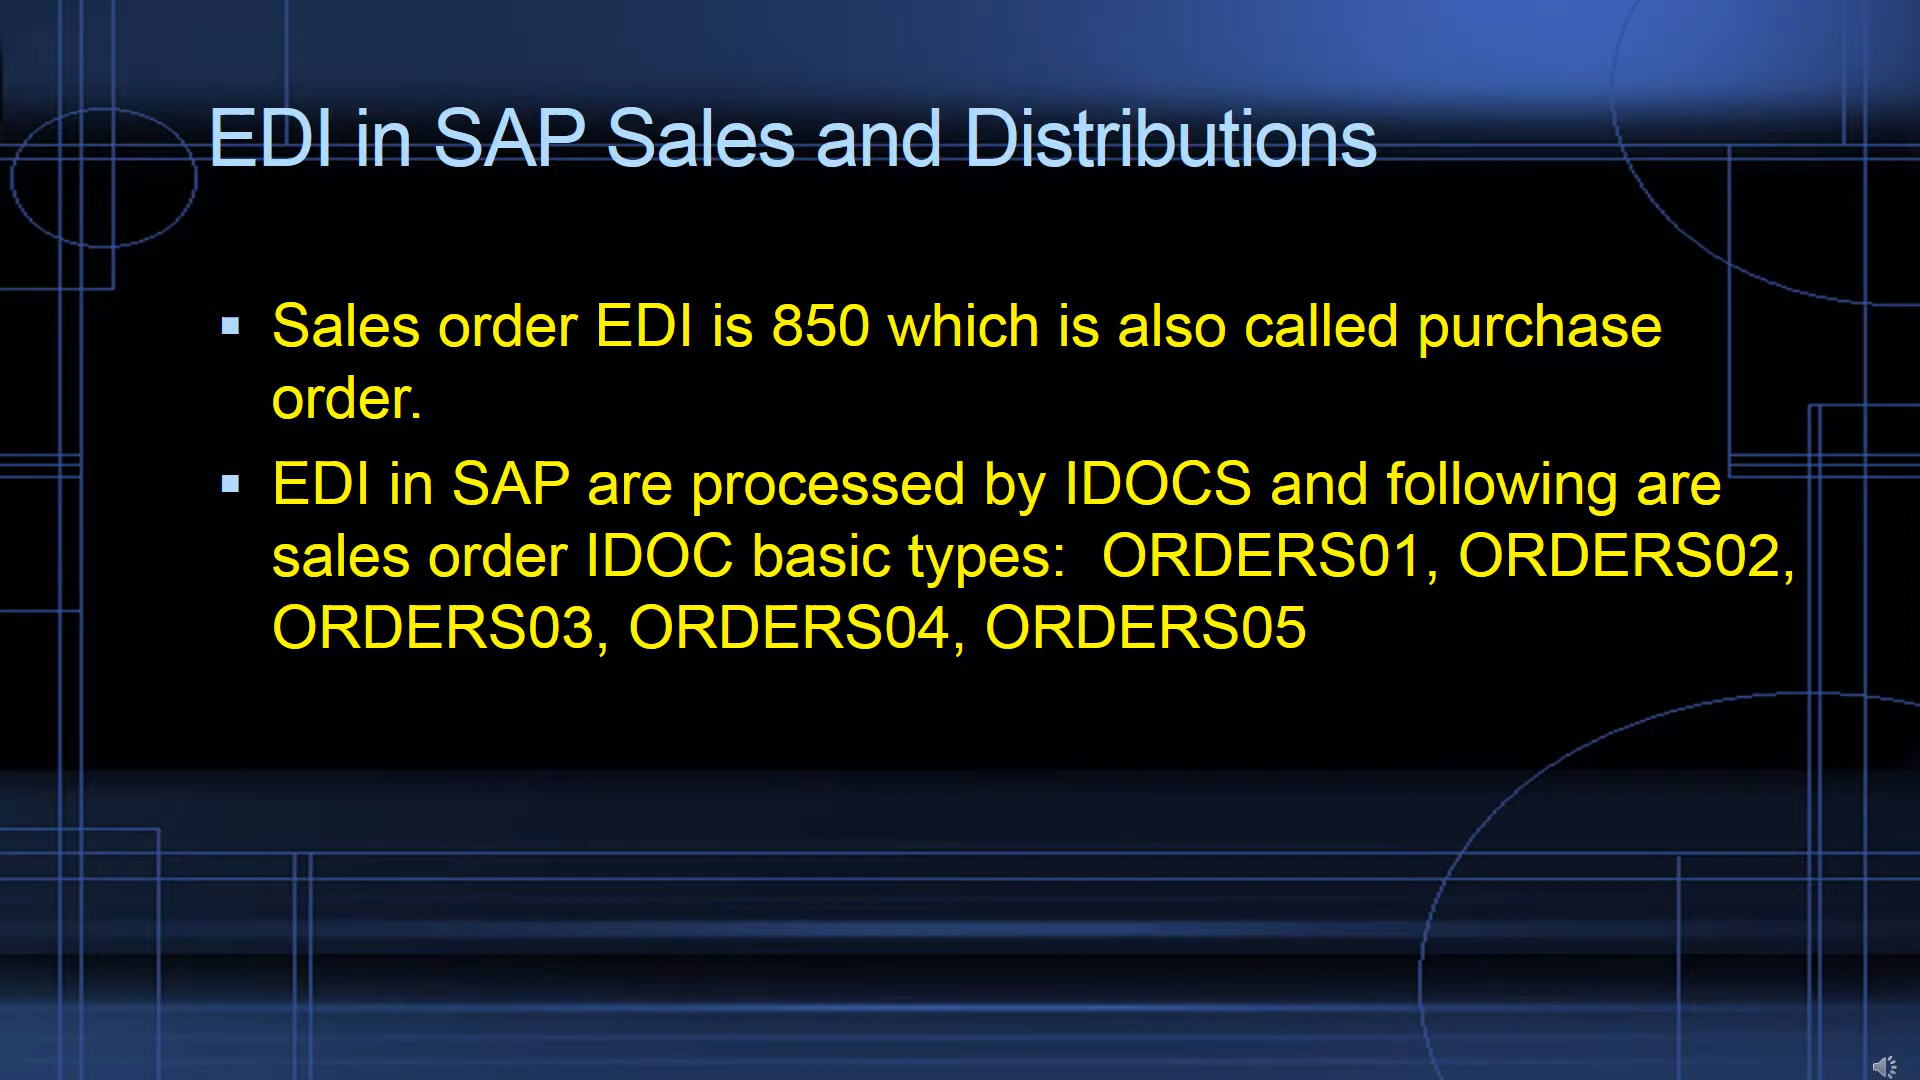 EDI in SAP Sales and Distributions
▪ Sales order EDI is 850 which is also called purchase
order.
▪ EDI in SAP are processed by IDOCS and following are
sales order IDOC basic types:  ORDERS01, ORDERS02,
ORDERS03, ORDERS04, ORDERS05